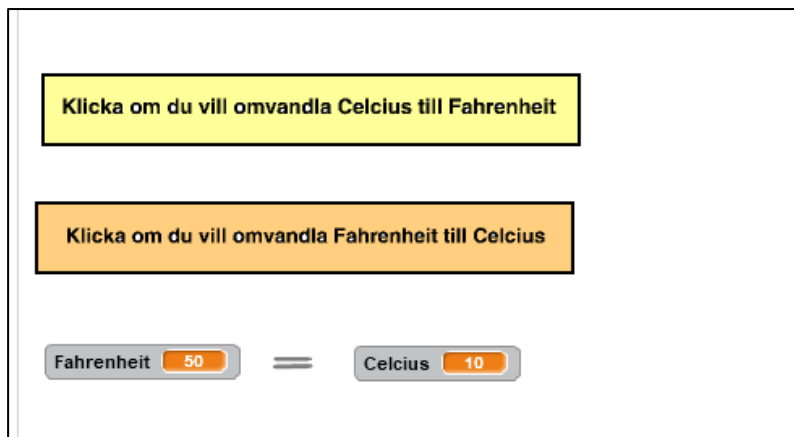 Klicka om du vill omvandla Celcius till Fahrenheit
Klicka om du vill omvandla Fahrenheit till Celcius
Fahrenheit 50 = Celcius 10